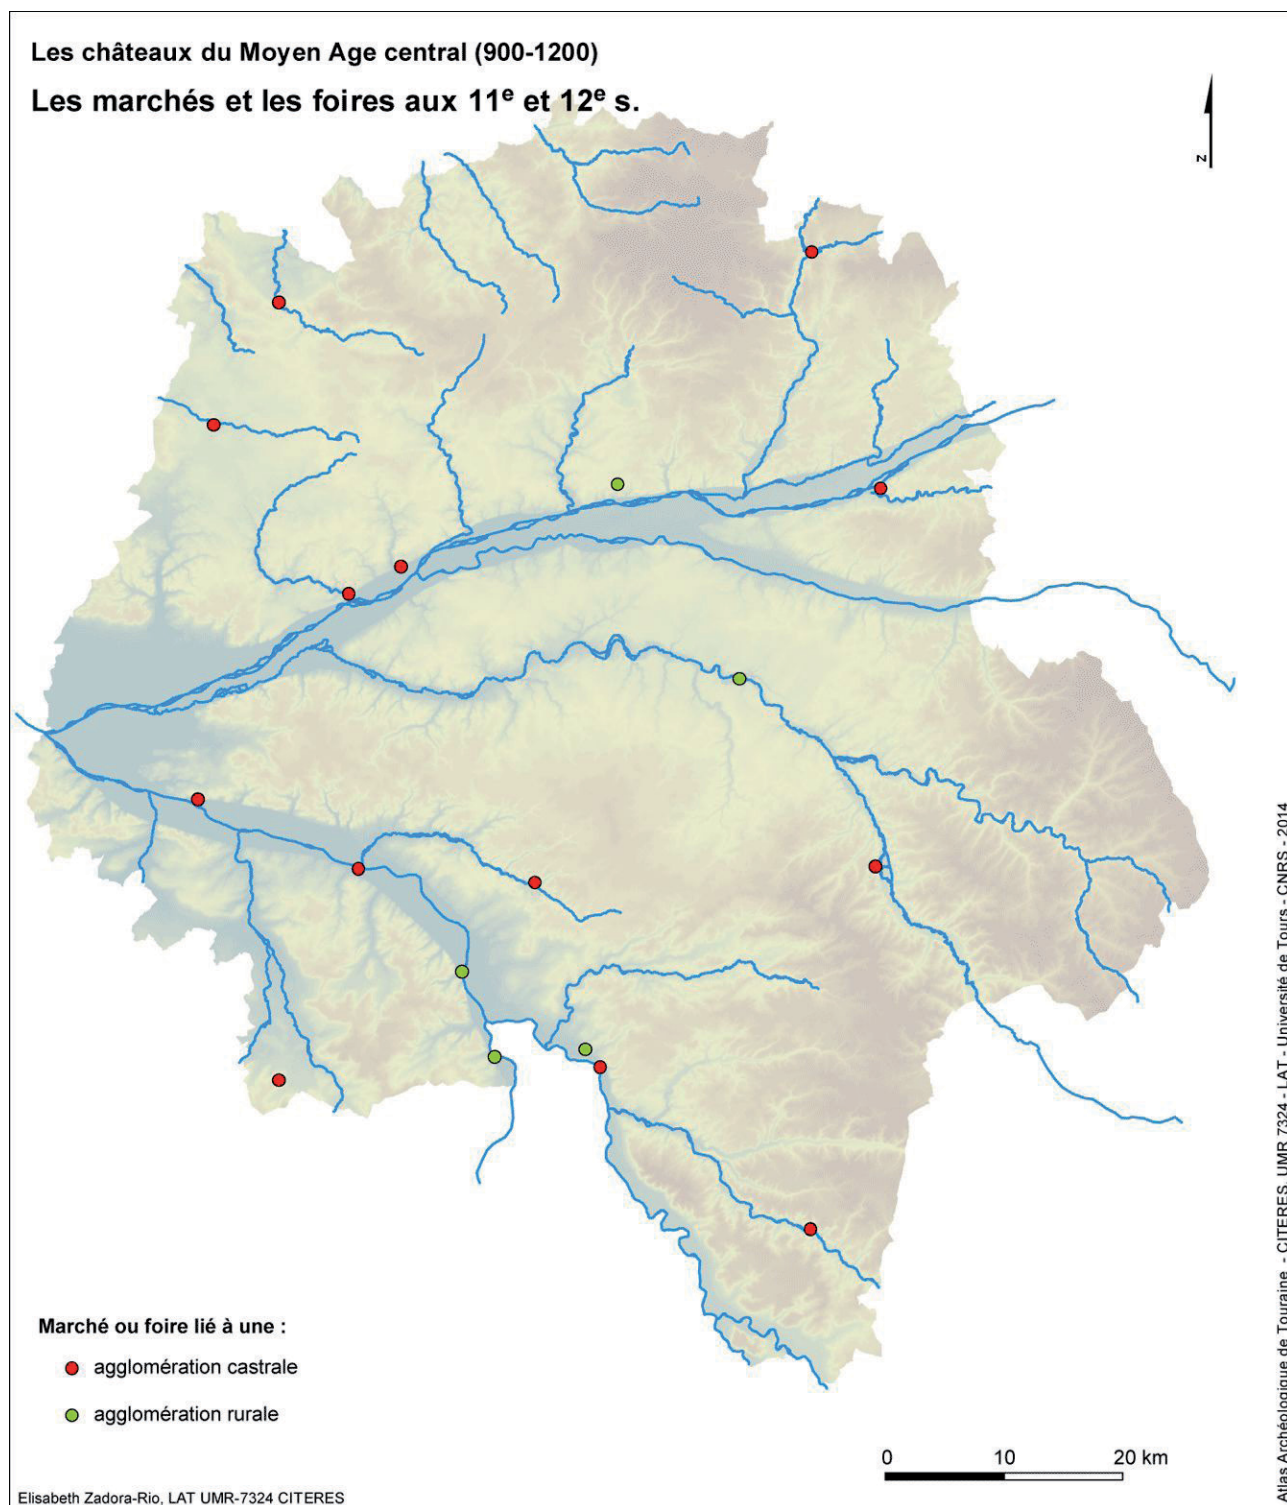 Les châteaux du Moyen Age central (900-1200)
Les marchés et les foires aux 11e et 12e s.
N
Marché ou foire lié à une :
agglomération castrale
agglomération rurale
0 10 20 km
Elisabeth Zadora-Rio, LAT UMR-7324 CITERES
Atlas Archéologique de Touraine - CITERES, UMR 7324 - LAT - Université de Tours - CNRS - 2014